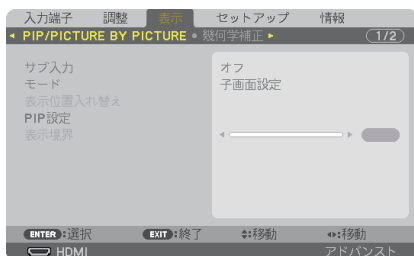 入力端子 調整 表示 セットアップ 情報
PIP/PICTURE BY PICTURE • 幾何学補正 1/2
サブ入力 オフ
モード 子画面設定
表示位置入れ替え
PIP設定
表示境界
ENTER:選択 EXIT:終了 :移動 :移動
HDMI アドバンスト